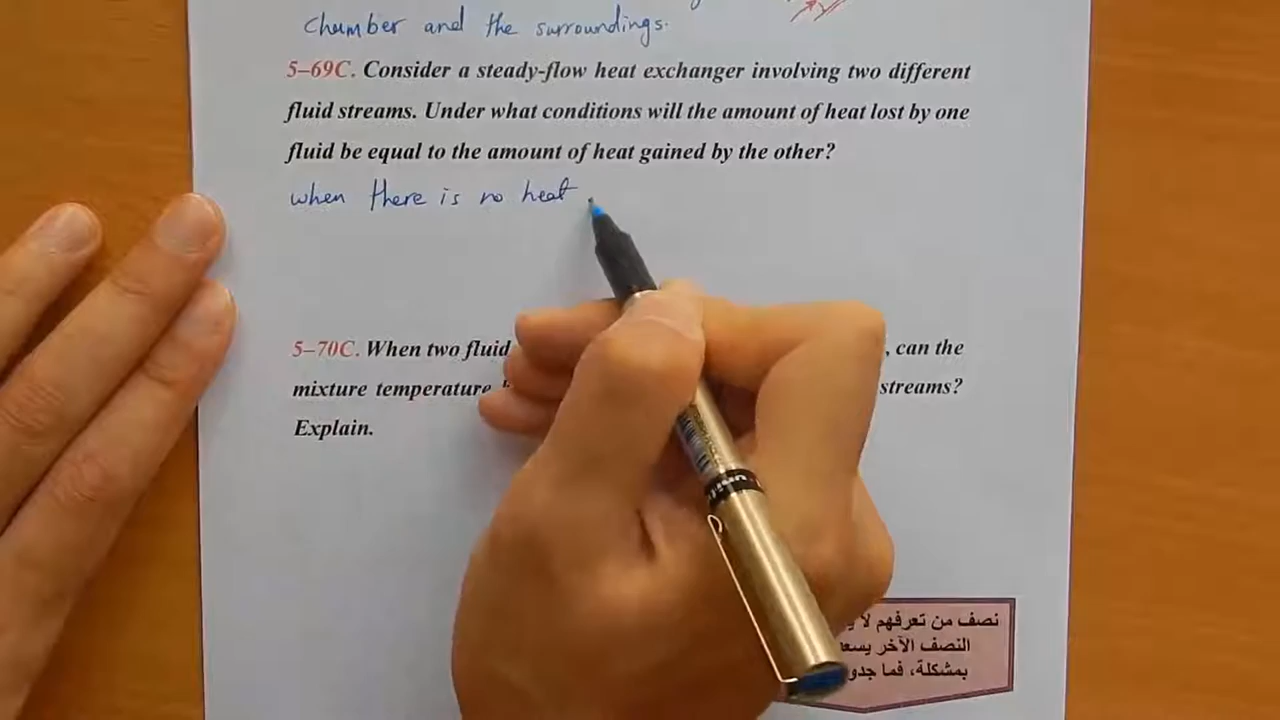 Chamber and the surroundings.
5–69C. Consider a steady-flow heat exchanger involving two different
fluid streams. Under what conditions will the amount of heat lost by one
fluid be equal to the amount of heat gained by the other?
when there is no heat
5–70C. When two fluid , can the
mixture temperature streams?
Explain.
نصف من تعرفهم لا
النصف الآخر
بمشكلة، فما